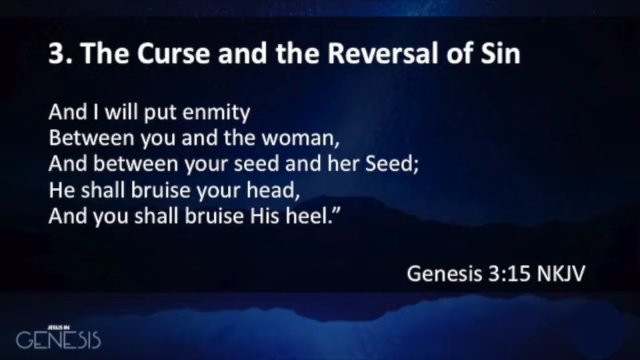 3. The Curse and the Reversal of Sin
And I will put enmity
Between you and the woman,
And between your seed and her Seed;
He shall bruise your head,
And you shall bruise His heel.”
Genesis 3:15 NKJV
JESUS IN
GENESIS